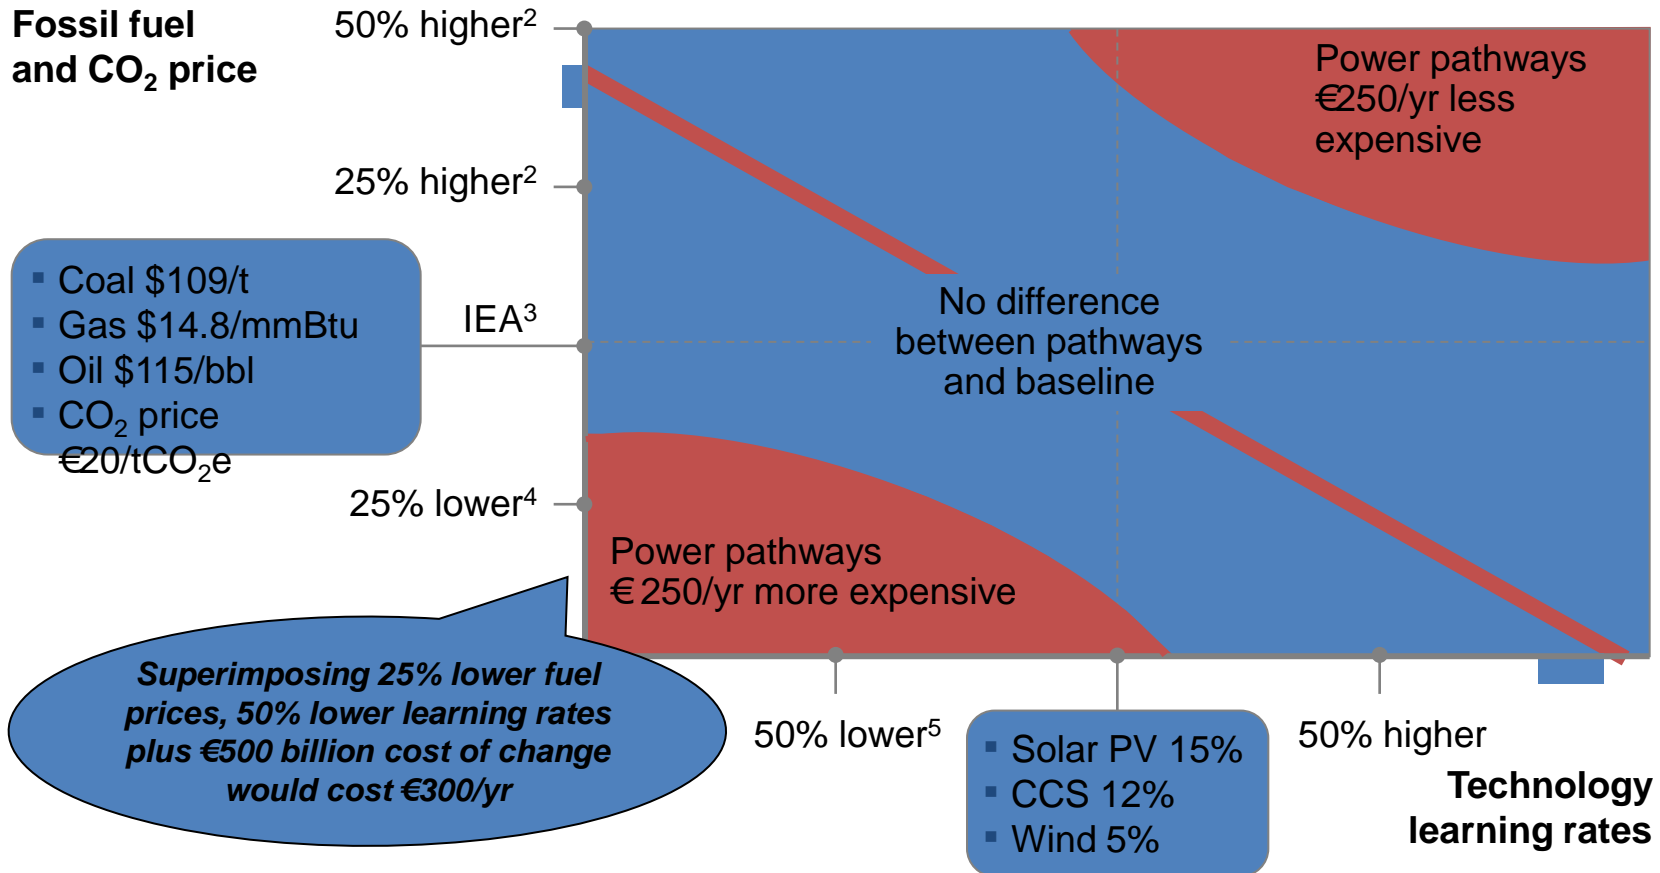 Fossil fuel
and CO₂ price
50% higher²
25% higher²
IEA³
25% lower⁴
▪ Coal $109/t
▪ Gas $14.8/mmBtu
▪ Oil $115/bbl
▪ CO₂ price
€20/tCO₂e
Power pathways
€250/yr less
expensive
No difference
between pathways
and baseline
Power pathways
€ 250/yr more expensive
Superimposing 25% lower fuel
prices, 50% lower learning rates
plus €500 billion cost of change
would cost €300/yr
50% lower⁵
▪ Solar PV 15%
▪ CCS 12%
▪ Wind 5%
50% higher
Technology
learning rates